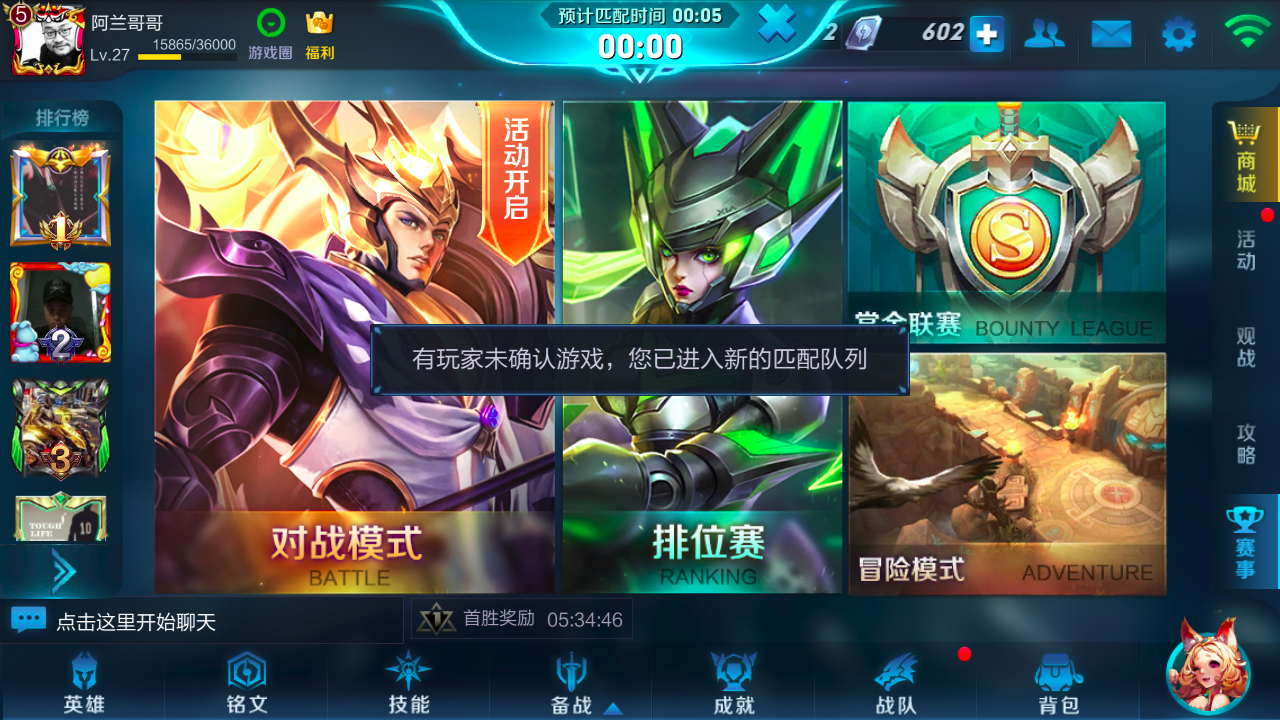 5
阿兰哥哥
Lv.27
15865/36000
游戏圈
福利
预计匹配时间 00:05
00:00
2
602
排行榜
1
2
3
TOUGH
LIFE
10
活动开启
对战模式
BATTLE
排位赛
RANKING
赏金联赛 BOUNTY LEAGUE
冒险模式 ADVENTURE
有玩家未确认游戏，您已进入新的匹配队列
商城
活动
观战
攻略
赛事
点击这里开始聊天
1
首胜奖励 05:34:46
英雄
铭文
技能
备战
成就
战队
背包